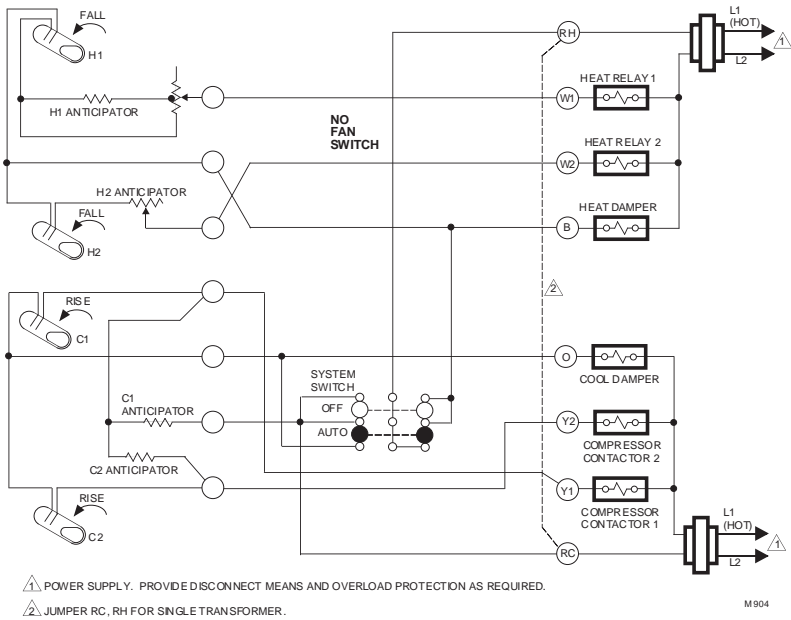 FALL
H1
H1 ANTICIPATOR
H2 ANTICIPATOR
FALL
H2
RISE
C1
C1
ANTICIPATOR
C2 ANTICIPATOR
RISE
C2
NO
FAN
SWITCH
SYSTEM
SWITCH
OFF
AUTO
RH
W1
W2
B
2
O
Y2
Y1
RC
HEAT RELAY 1
HEAT RELAY 2
HEAT DAMPER
COOL DAMPER
COMPRESSOR
CONTACTOR 2
COMPRESSOR
CONTACTOR 1
L1
(HOT)
1
L2
L1
(HOT)
1
L2
1 POWER SUPPLY. PROVIDE DISCONNECT MEANS AND OVERLOAD PROTECTION AS REQUIRED.
2 JUMPER RC, RH FOR SINGLE TRANSFORMER.
M904